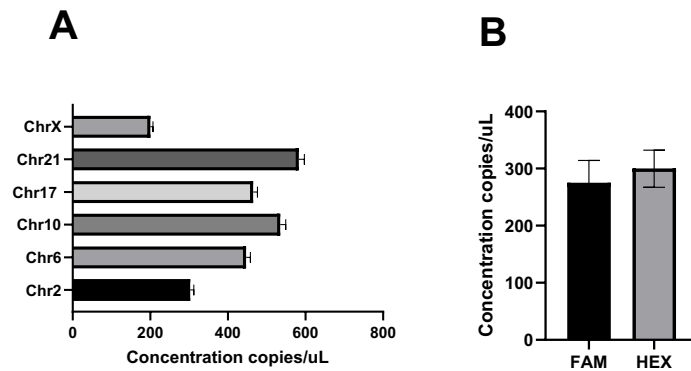 A
ChrX
Chr21
Chr17
Chr10
Chr6
Chr2
0 200 400 600 800
Concentration copies/uL
B
Concentration copies/uL
400
300
200
100
0
FAM HEX